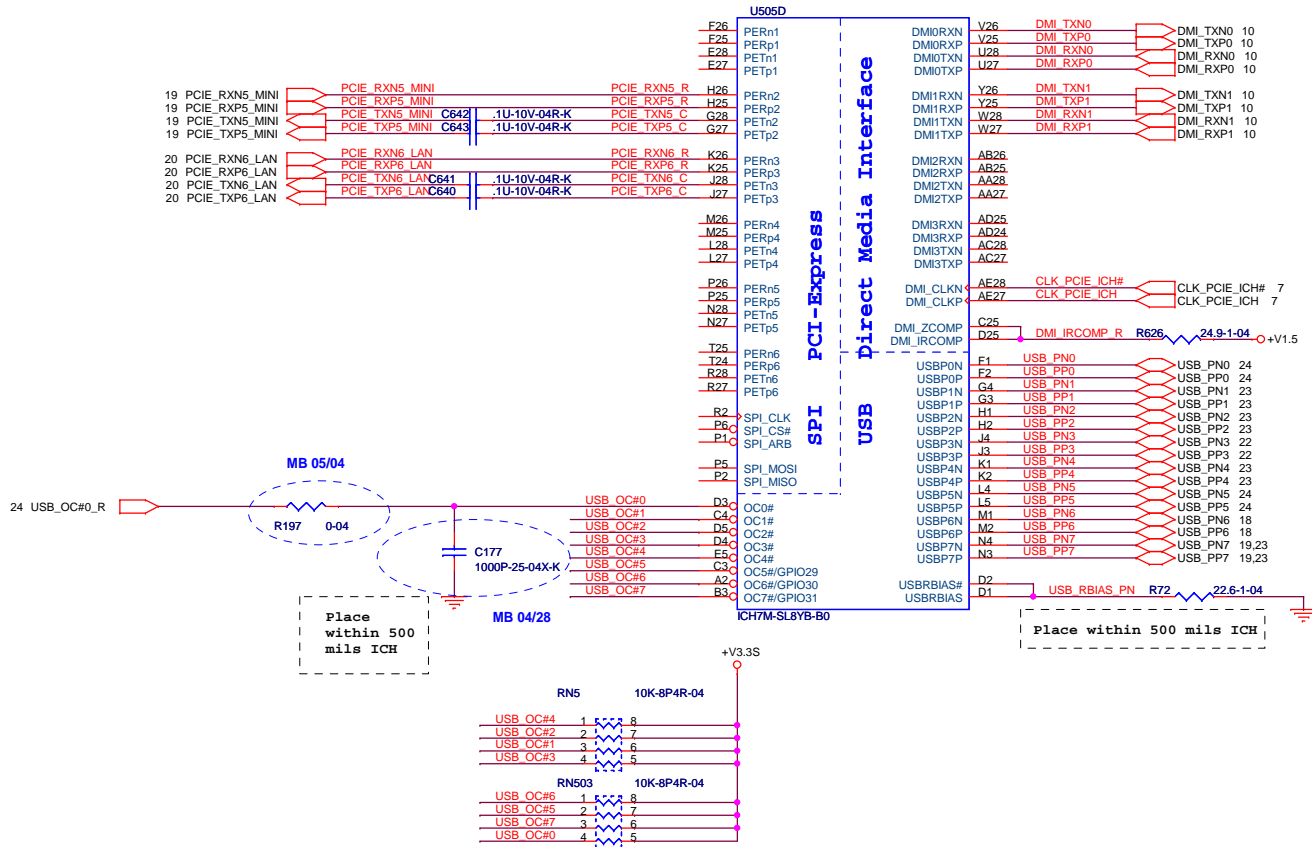 U505D
F26 PERn1
F25 PERp1
E28 PETn1
E27 PETp1
19 PCIE_RXN5_MINI PCIE_RXN5_MINI PCIE_RXN5_R H26 PERn2
19 PCIE_RXP5_MINI PCIE_RXP5_MINI PCIE_RXP5_R H25 PERp2
19 PCIE_TXN5_MINI PCIE_TXN5_MINI C642 .1U-10V-04R-K PCIE_TXN5_C G28 PETn2
19 PCIE_TXP5_MINI PCIE_TXP5_MINI C643 .1U-10V-04R-K PCIE_TXP5_C G27 PETp2
20 PCIE_RXN6_LAN PCIE_RXN6_LAN PCIE_RXN6_R K26 PERn3
20 PCIE_RXP6_LAN PCIE_RXP6_LAN PCIE_RXP6_R K25 PERp3
20 PCIE_TXN6_LAN PCIE_TXN6_LAN C641 .1U-10V-04R-K PCIE_TXN6_C J28 PETn3
20 PCIE_TXP6_LAN PCIE_TXP6_LAN C640 .1U-10V-04R-K PCIE_TXP6_C J27 PETp3
M26 PERn4
M25 PERp4
L28 PETn4
L27 PETp4
P26 PERn5
P25 PERp5
N28 PETn5
N27 PETp5
T25 PERn6
T24 PERp6
R28 PETn6
R27 PETp6
R2 SPI_CLK
P6 SPI_CS#
P1 SPI_ARB
P5 SPI_MOSI
P2 SPI_MISO
PCI-Express
SPI
Direct Media Interface
USB
DMI0RXN V26 DMI_TXN0 DMI_TXN0 10
DMI0RXP V25 DMI_TXP0 DMI_TXP0 10
DMI0TXN U28 DMI_RXN0 DMI_RXN0 10
DMI0TXP U27 DMI_RXP0 DMI_RXP0 10
DMI1RXN Y26 DMI_TXN1 DMI_TXN1 10
DMI1RXP Y25 DMI_TXP1 DMI_TXP1 10
DMI1TXN W28 DMI_RXN1 DMI_RXN1 10
DMI1TXP W27 DMI_RXP1 DMI_RXP1 10
DMI2RXN AB26
DMI2RXP AB25
DMI2TXN AA28
DMI2TXP AA27
DMI3RXN AD25
DMI3RXP AD24
DMI3TXN AC28
DMI3TXP AC27
DMI_CLKN AE28 CLK_PCIE_ICH# CLK_PCIE_ICH# 7
DMI_CLKP AE27 CLK_PCIE_ICH CLK_PCIE_ICH 7
DMI_ZCOMP C25
DMI_IRCOMP D25 DMI_IRCOMP_R R626 24.9-1-04 +V1.5
USBP0N F1 USB_PN0 USB_PN0 24
USBP0P F2 USB_PP0 USB_PP0 24
USBP1N G4 USB_PN1 USB_PN1 23
USBP1P G3 USB_PP1 USB_PP1 23
USBP2N H1 USB_PN2 USB_PN2 23
USBP2P H2 USB_PP2 USB_PP2 23
USBP3N J4 USB_PN3 USB_PN3 22
USBP3P J3 USB_PP3 USB_PP3 22
USBP4N K1 USB_PN4 USB_PN4 23
USBP4P K2 USB_PP4 USB_PP4 23
USBP5N L4 USB_PN5 USB_PN5 24
USBP5P L5 USB_PP5 USB_PP5 24
USBP6N M1 USB_PN6 USB_PN6 18
USBP6P M2 USB_PP6 USB_PP6 18
USBP7N N4 USB_PN7 USB_PN7 19,23
USBP7P N3 USB_PP7 USB_PP7 19,23
USBRBIAS# D2
USBRBIAS D1 USB_RBIAS_PN R72 22.6-1-04
Place within 500 mils ICH
MB 05/04
24 USB_OC#0_R
R197 0-04
C177
1000P-25-04X-K
MB 04/28
Place
within 500
mils ICH
USB_OC#0 D3 OC0#
USB_OC#1 C4 OC1#
USB_OC#2 D5 OC2#
USB_OC#3 D4 OC3#
USB_OC#4 E5 OC4#
USB_OC#5 C3 OC5#/GPIO29
USB_OC#6 A2 OC6#/GPIO30
USB_OC#7 B3 OC7#/GPIO31
ICH7M-SL8YB-B0
+V3.3S
RN5 10K-8P4R-04
USB_OC#4 1 8
USB_OC#2 2 7
USB_OC#1 3 6
USB_OC#3 4 5
RN503 10K-8P4R-04
USB_OC#6 1 8
USB_OC#5 2 7
USB_OC#7 3 6
USB_OC#0 4 5